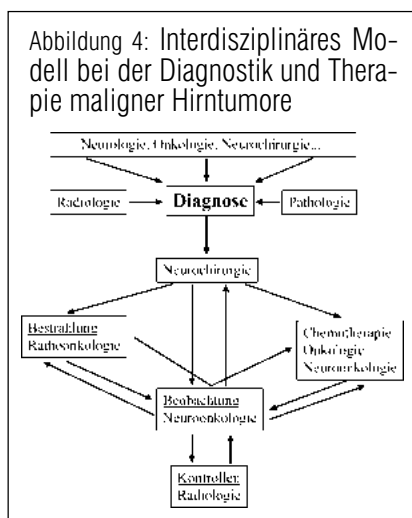 Abbildung 4: Interdisziplinäres Mo-
dell bei der Diagnostik und Thera-
pie maligner Hirntumore
Neurologie, Onkologie, Neurochirurgie...
Radiologie
Diagnose
Pathologie
Neurochirurgie
Bestrahlung
Radioonkologie
Chemotherapie
Onkologie
Neuroonkologie
Beobachtung
Neuroonkologie
Kontrolle:
Radiologie